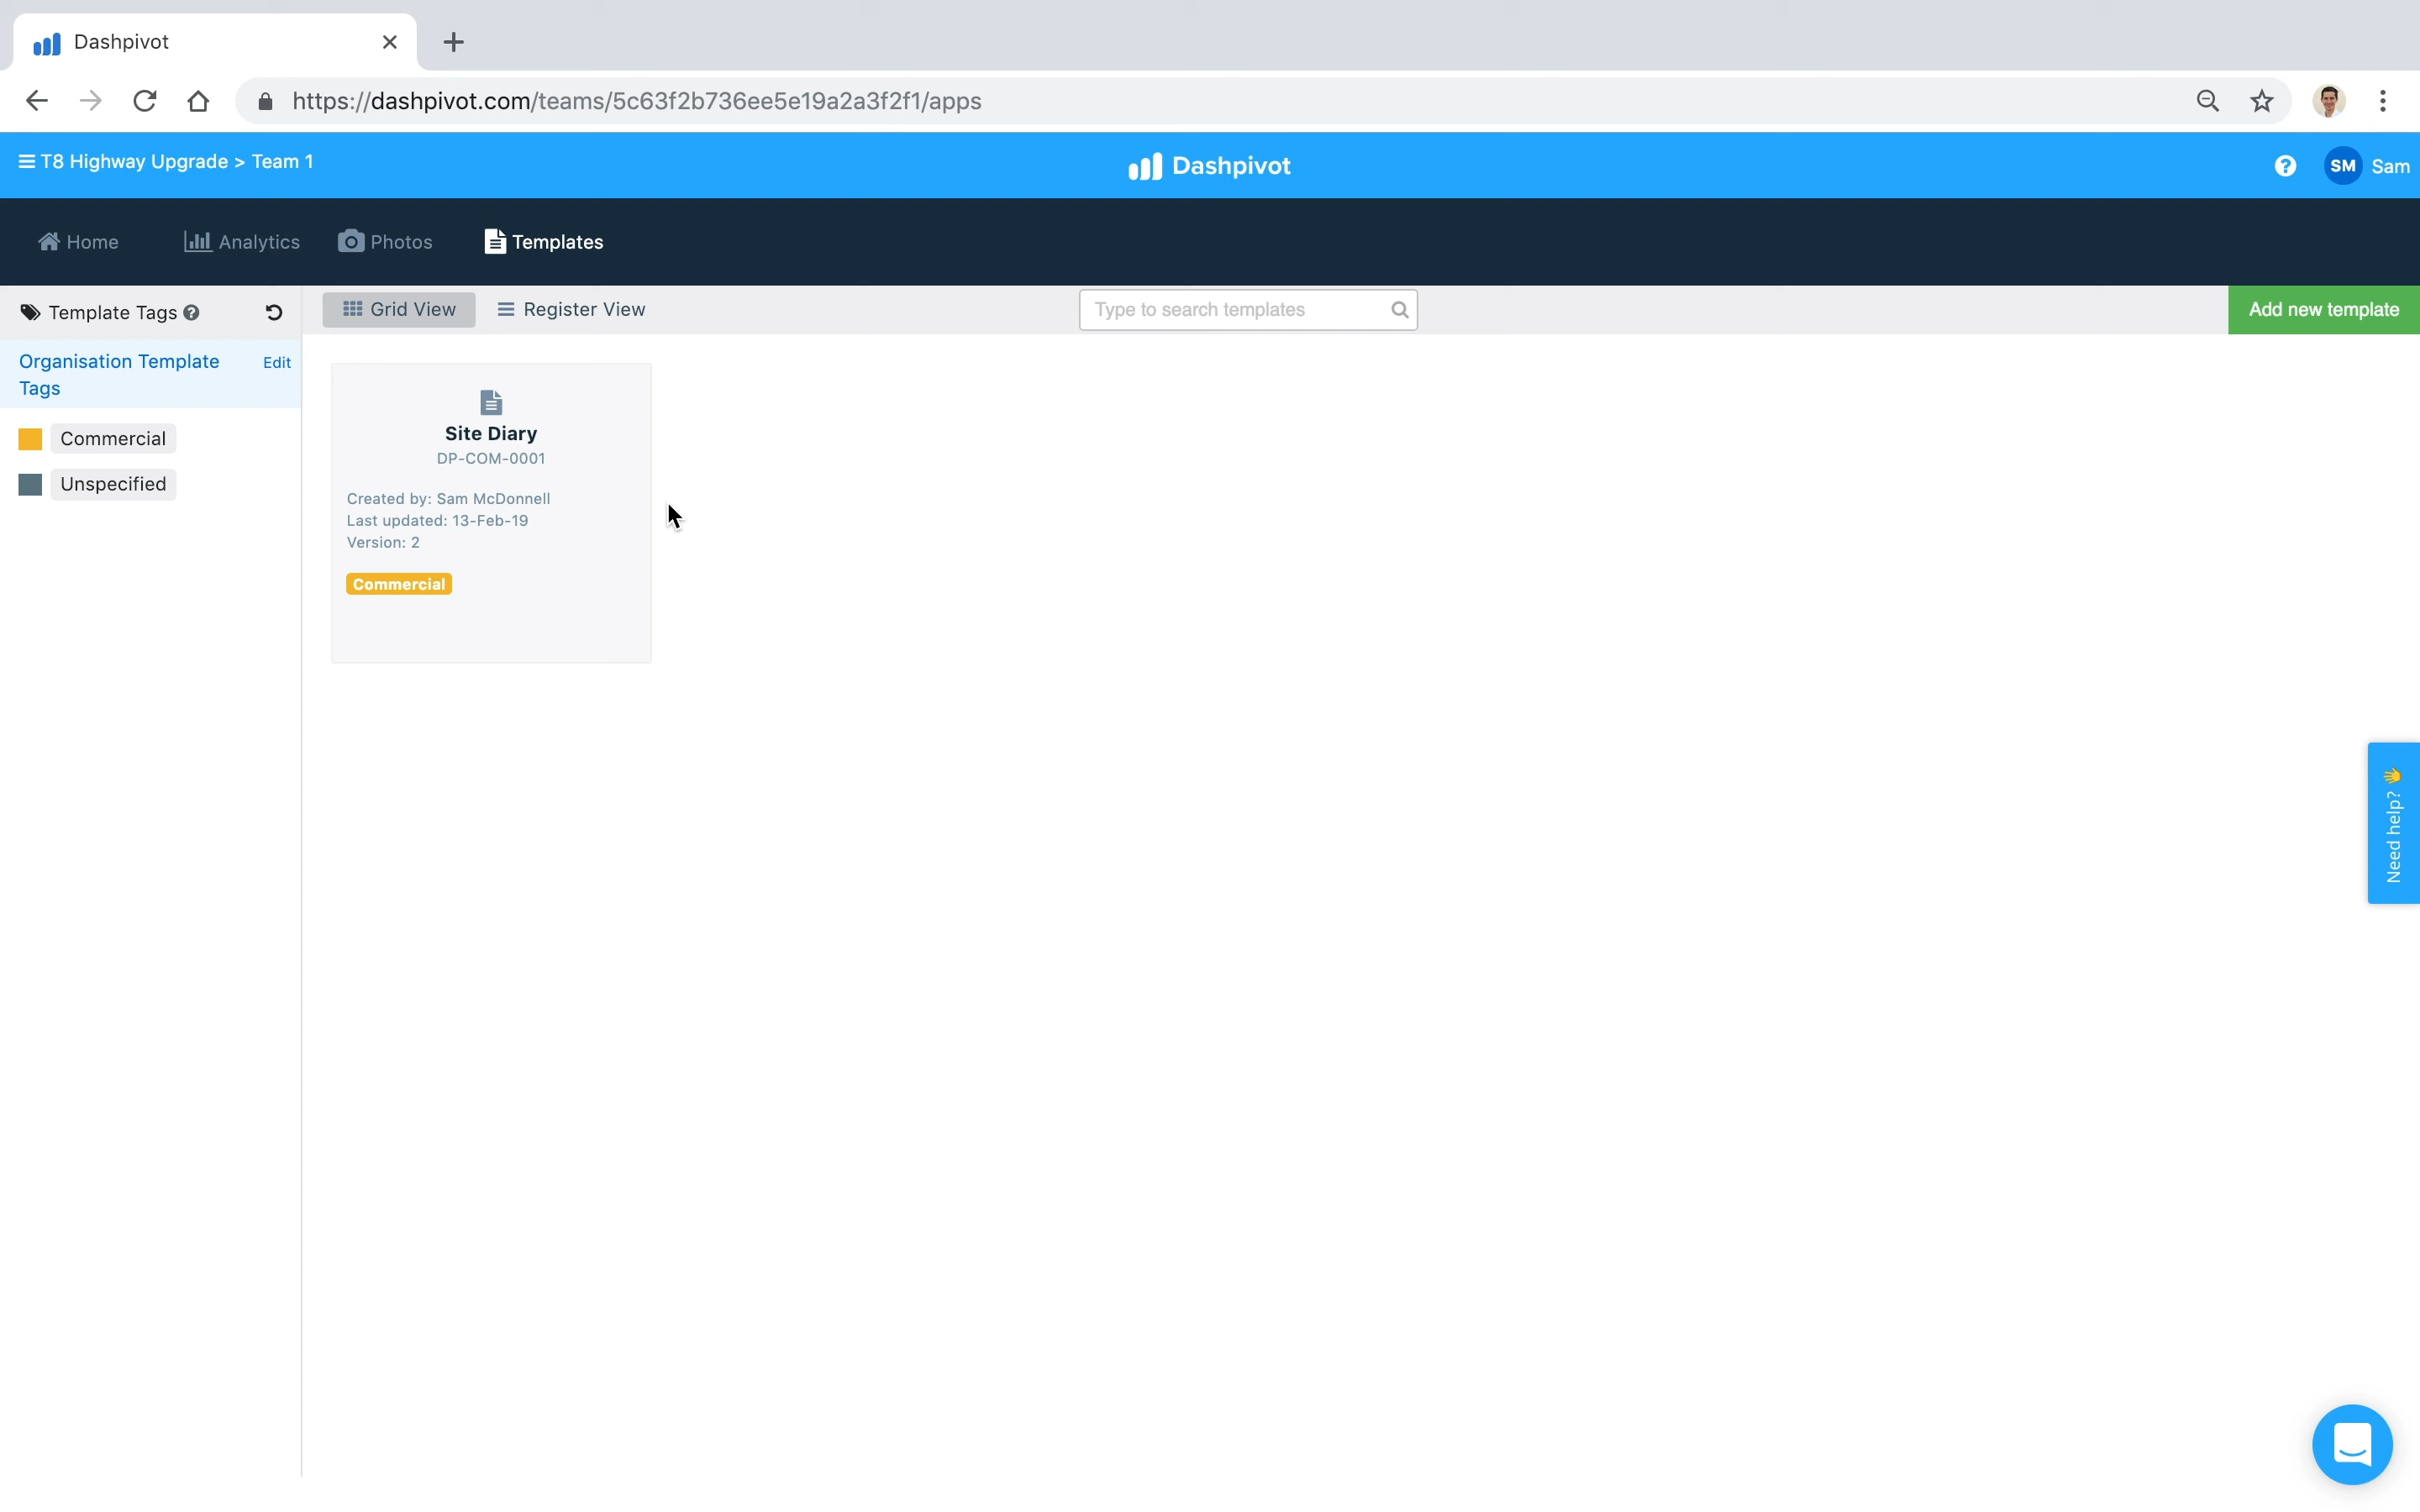 Dashpivot
https://dashpivot.com/teams/5c63f2b736ee5e19a2a3f2f1/apps
T8 Highway Upgrade > Team 1
Dashpivot
SM Sam
Home Analytics Photos Templates
Template Tags
Grid View Register View
Type to search templates
Add new template
Organisation Template
Tags
Edit
Commercial
Unspecified
Site Diary
DP-COM-0001
Created by: Sam McDonnell
Last updated: 13-Feb-19
Version: 2
Commercial
Need help? 👋